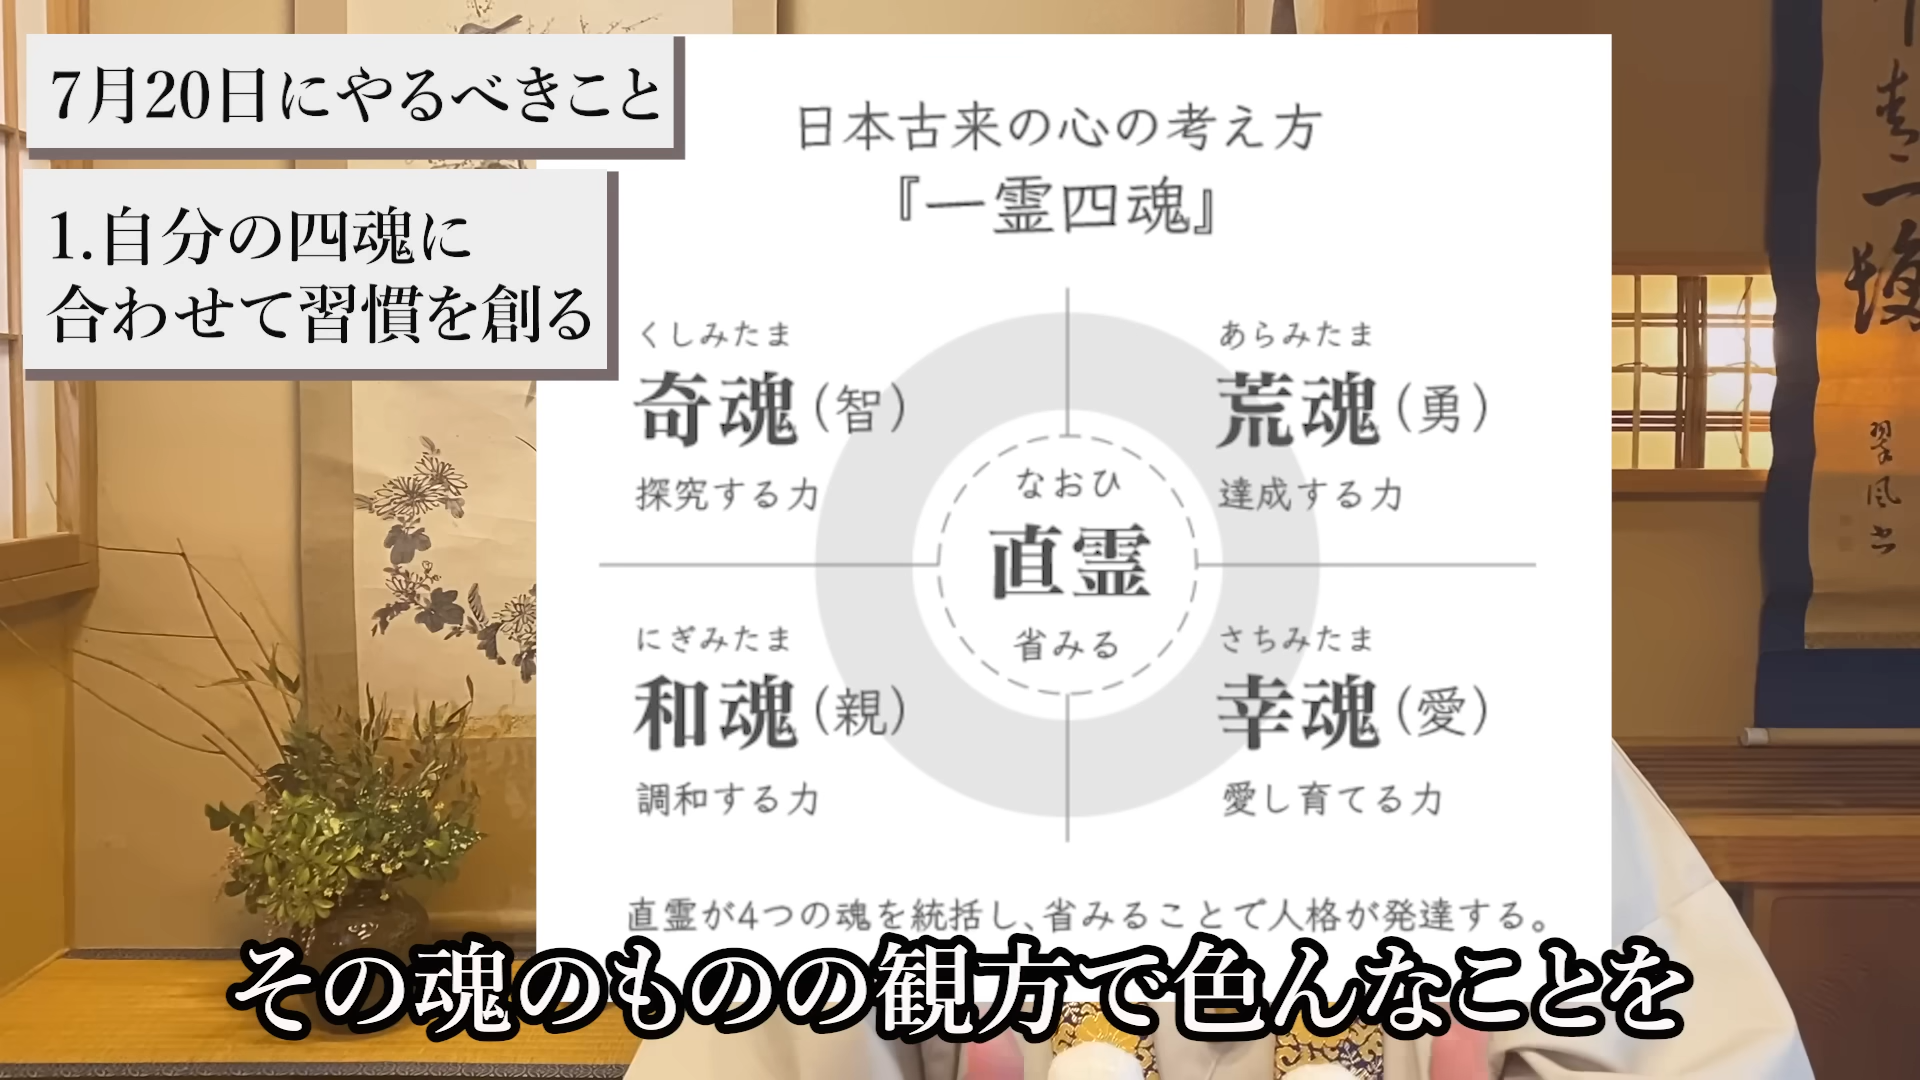 7月20日にやるべきこと
1.自分の四魂に
合わせて習慣を創る
日本古来の心の考え方
『一霊四魂』
くしみたま
奇魂(智)
探究する力
あらみたま
荒魂(勇)
達成する力
なおひ
直霊
省みる
にぎみたま
和魂(親)
調和する力
さちみたま
幸魂(愛)
愛し育てる力
直霊が4つの魂を統括し、省みることで人格が発達する。
その魂のものの観方で色んなことを